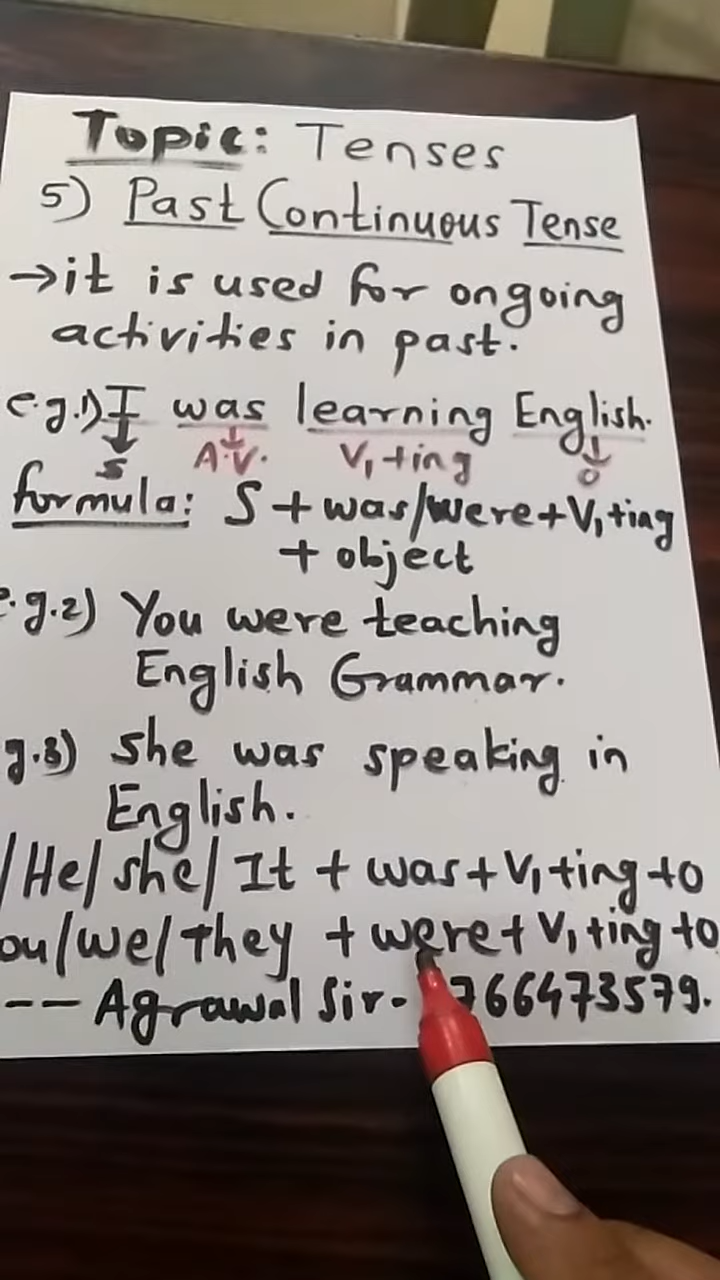 Topic: Tenses
5) Past Continuous Tense
→it is used for ongoing
activities in past.
e.g.1) I was learning English.
S A.V. V1+ing O
formula: S + was/were+V1+ing
+ object
e.g.2) You were teaching
English Grammar.
g.3) She was speaking in
English.
/He/she/It + was+V1+ing+o
ou/we/they + were+V1+ing+o
-- Agrawal Sir- 766473579.